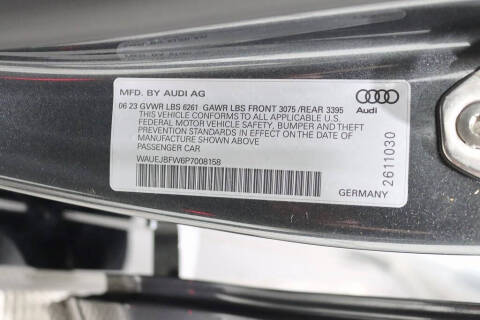 MFD. BY AUDI AG
06 23 GVWR LBS 6261 GAWR LBS FRONT 3075 /REAR 3395
THIS VEHICLE CONFORMS TO ALL APPLICABLE U.S.
FEDERAL MOTOR VEHICLE SAFETY, BUMPER AND THEFT
PREVENTION STANDARDS IN EFFECT ON THE DATE OF
MANUFACTURE SHOWN ABOVE
PASSENGER CAR
WAUEJBFW6P7008158
Audi
2611030
GERMANY